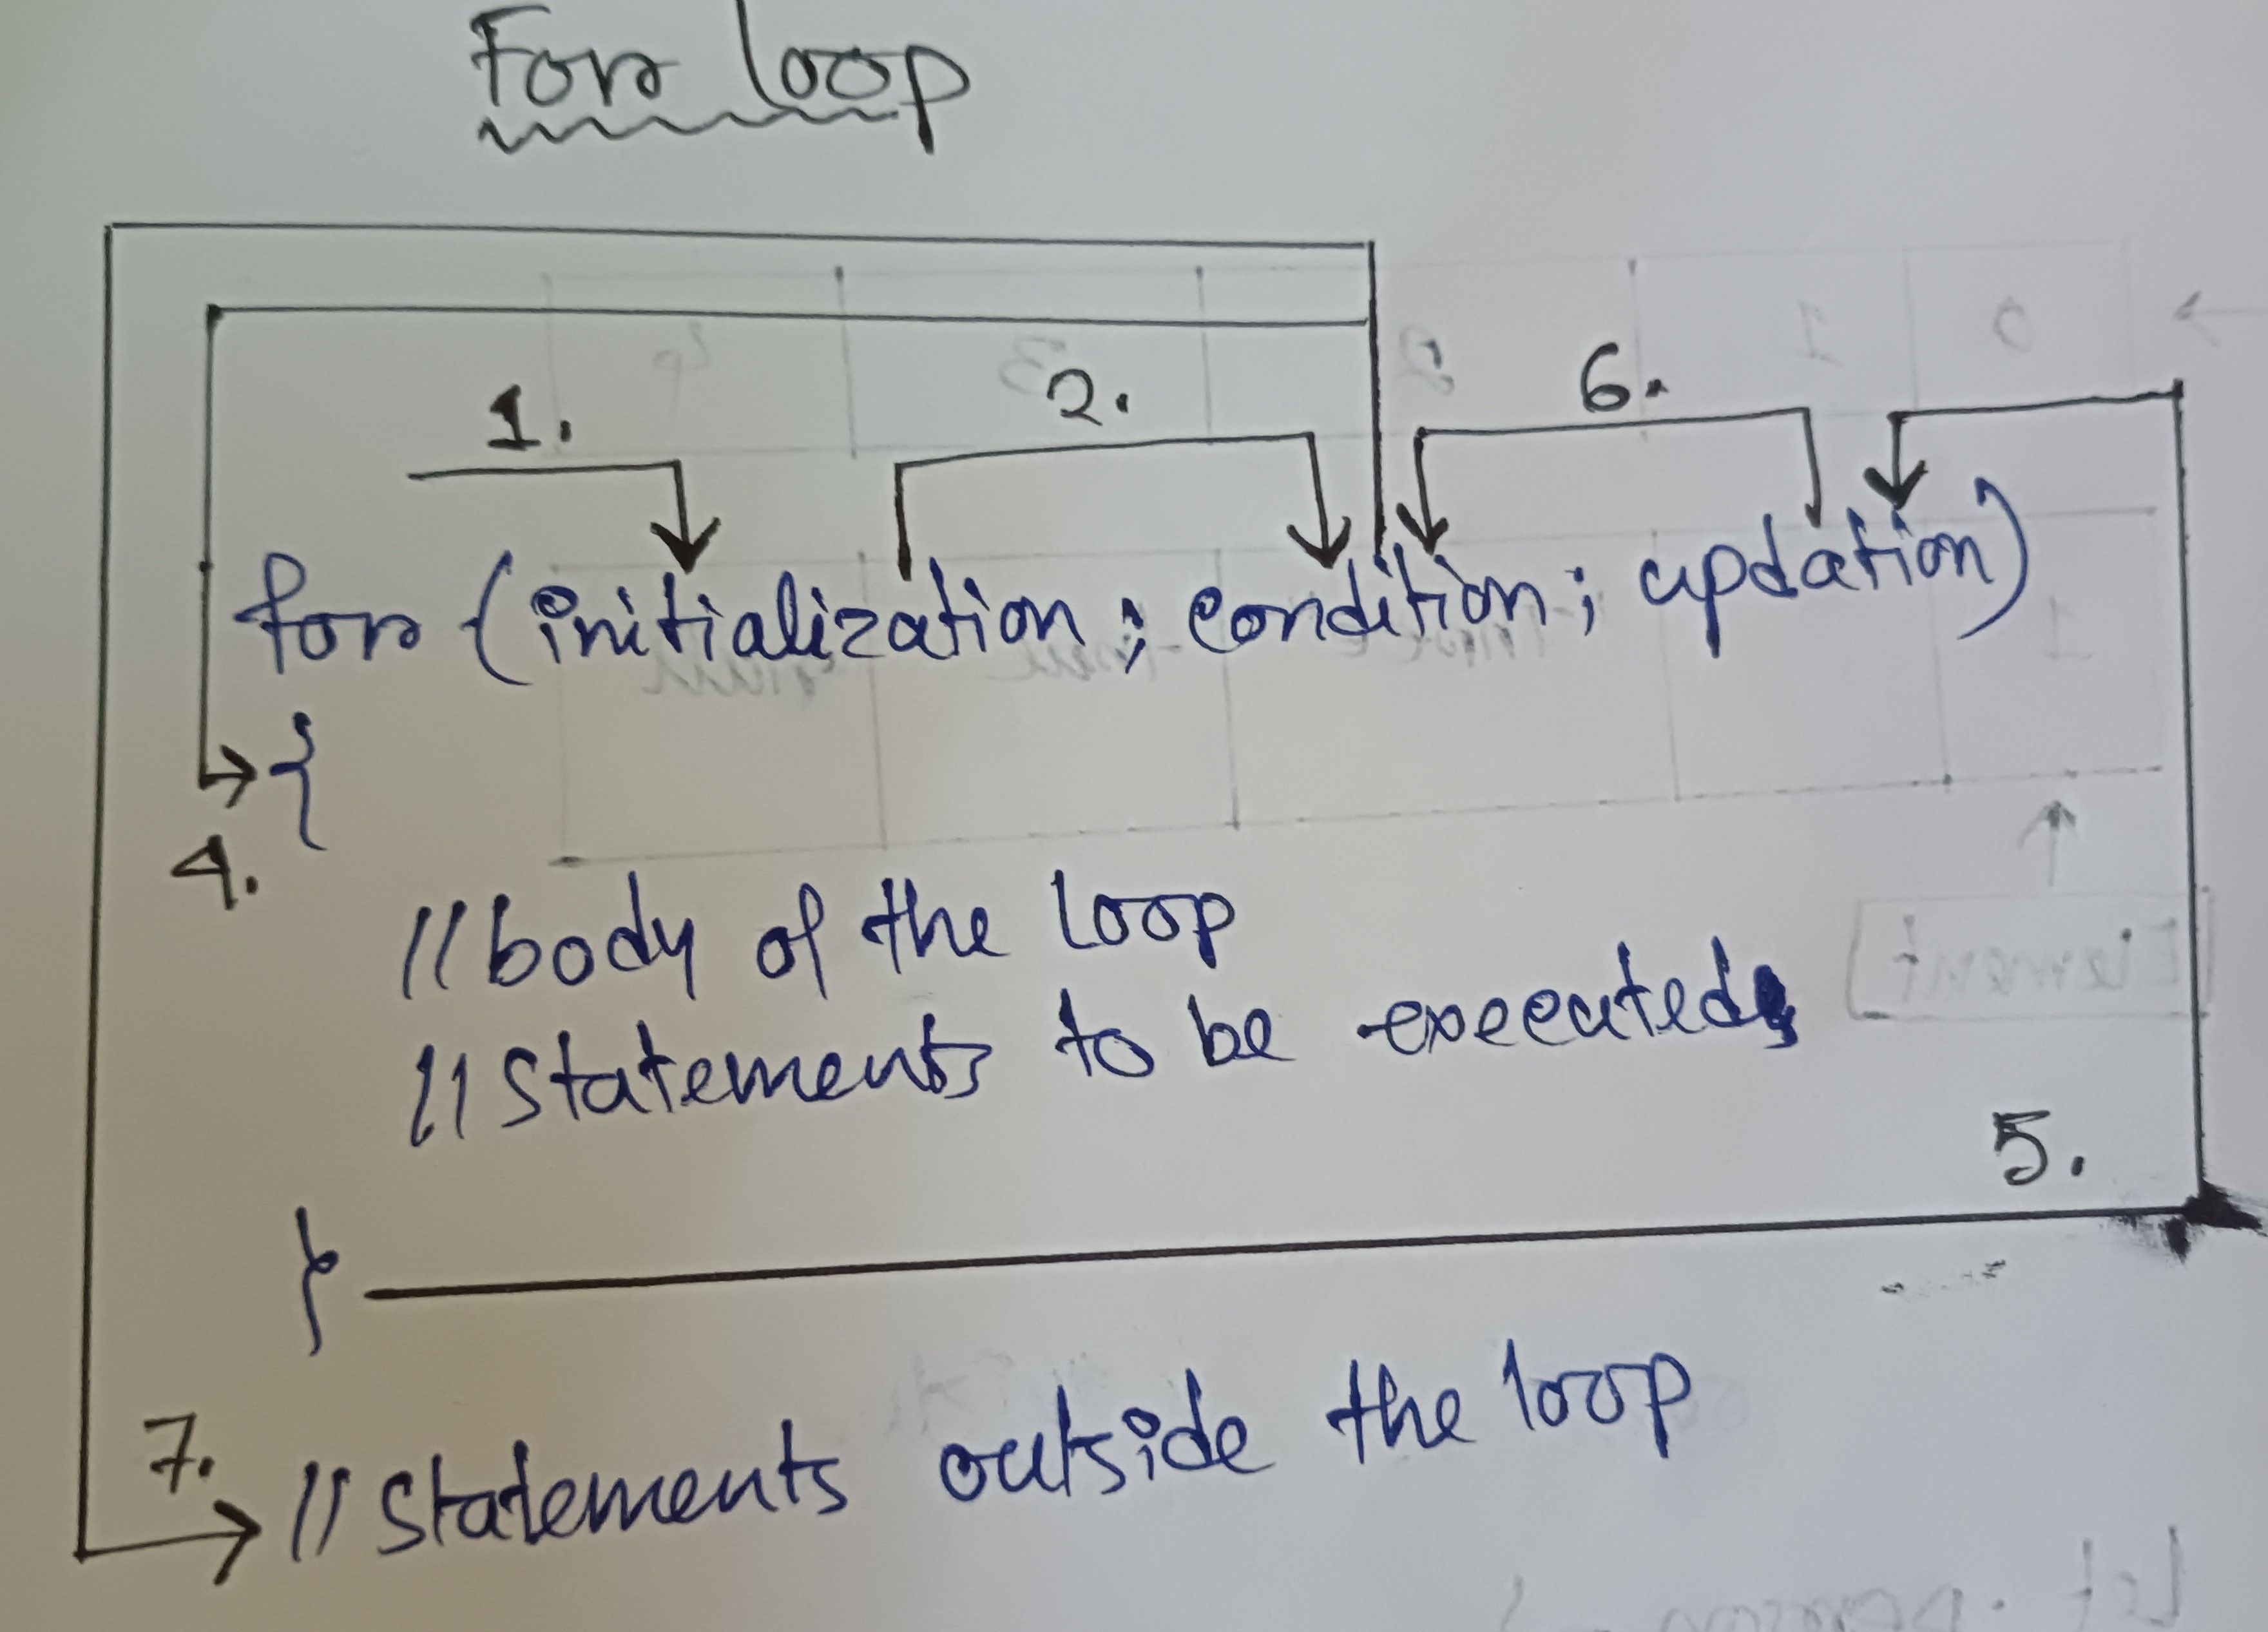 For loop
1. 2. 6.
for (initialization; condition; updation)
{
4.
//body of the loop
//statements to be executed;
5.
}
7.
//statements outside the loop